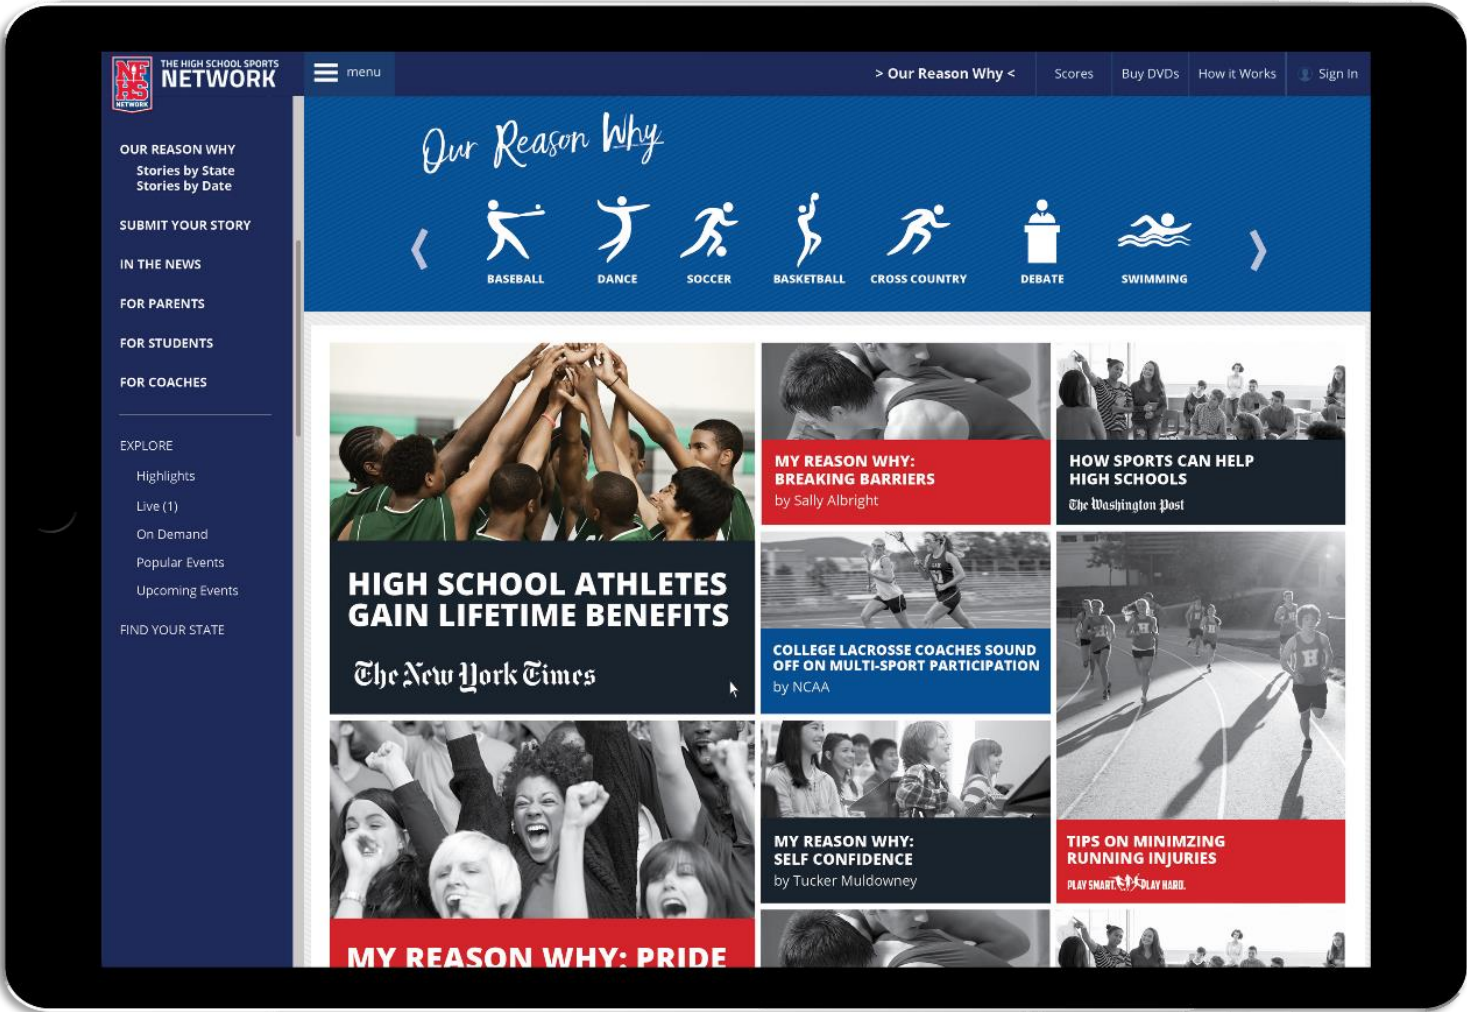 NFHS
NETWORK
THE HIGH SCHOOL SPORTS
NETWORK
menu
> Our Reason Why <
Scores
Buy DVDs
How it Works
Sign In
OUR REASON WHY
Stories by State
Stories by Date
SUBMIT YOUR STORY
IN THE NEWS
FOR PARENTS
FOR STUDENTS
FOR COACHES
EXPLORE
Highlights
Live (1)
On Demand
Popular Events
Upcoming Events
FIND YOUR STATE
Our Reason Why
BASEBALL
DANCE
SOCCER
BASKETBALL
CROSS COUNTRY
DEBATE
SWIMMING
HIGH SCHOOL ATHLETES
GAIN LIFETIME BENEFITS
The New York Times
MY REASON WHY:
BREAKING BARRIERS
by Sally Albright
HOW SPORTS CAN HELP
HIGH SCHOOLS
The Washington Post
COLLEGE LACROSSE COACHES SOUND
OFF ON MULTI-SPORT PARTICIPATION
by NCAA
H
H
H
MY REASON WHY:
SELF CONFIDENCE
by Tucker Muldowney
TIPS ON MINIMZING
RUNNING INJURIES
PLAY SMART. PLAY HARD.
MY REASON WHY: PRIDE